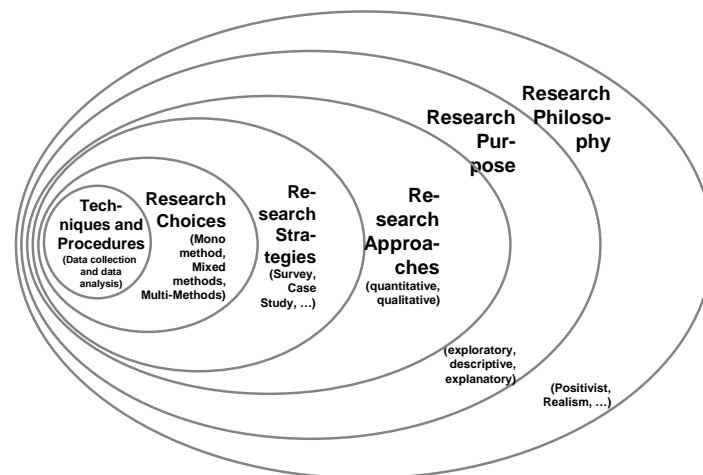 Tech-
niques and
Procedures
(Data collection
and data
analysis)
Research
Choices
(Mono
method,
Mixed
methods,
Multi-Methods)
Re-
search
Strate-
gies
(Survey,
Case
Study, …)
Re-
search
Approa-
ches
(quantitative,
qualitative)
Research
Pur-
pose
(exploratory,
descriptive,
explanatory)
Research
Philoso-
phy
(Positivist,
Realism, …)